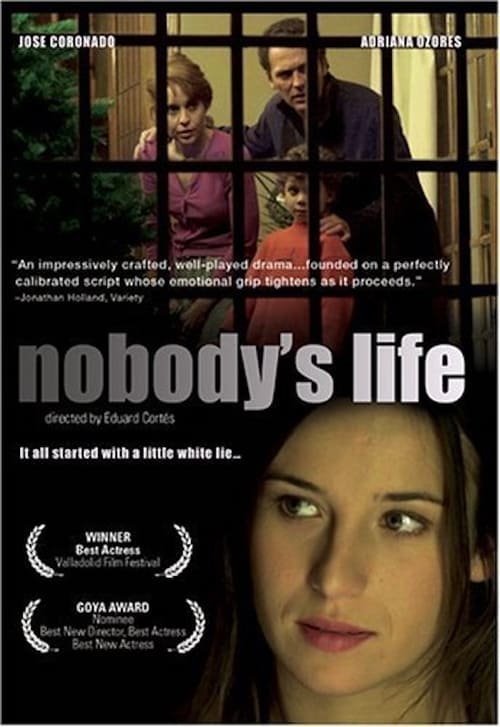 JOSE CORONADO
ADRIANA OZORES
"An impressively crafted, well-played drama...founded on a perfectly
calibrated script whose emotional grip tightens as it proceeds."
–Jonathan Holland, Variety
nobody's life
directed by Eduard Cortés
It all started with a little white lie...
WINNER
Best Actress
Valladolid Film Festival
GOYA AWARD
Nominee
Best New Director, Best Actress
Best New Actress